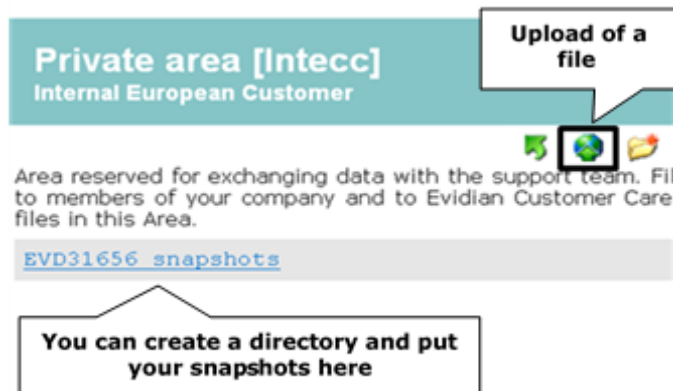 Upload of a
file
Private area [Intecc]
Internal European Customer
Area reserved for exchanging data with the support team. Fil
to members of your company and to Evidian Customer Care
files in this Area.
EVD31656 snapshots
You can create a directory and put
your snapshots here